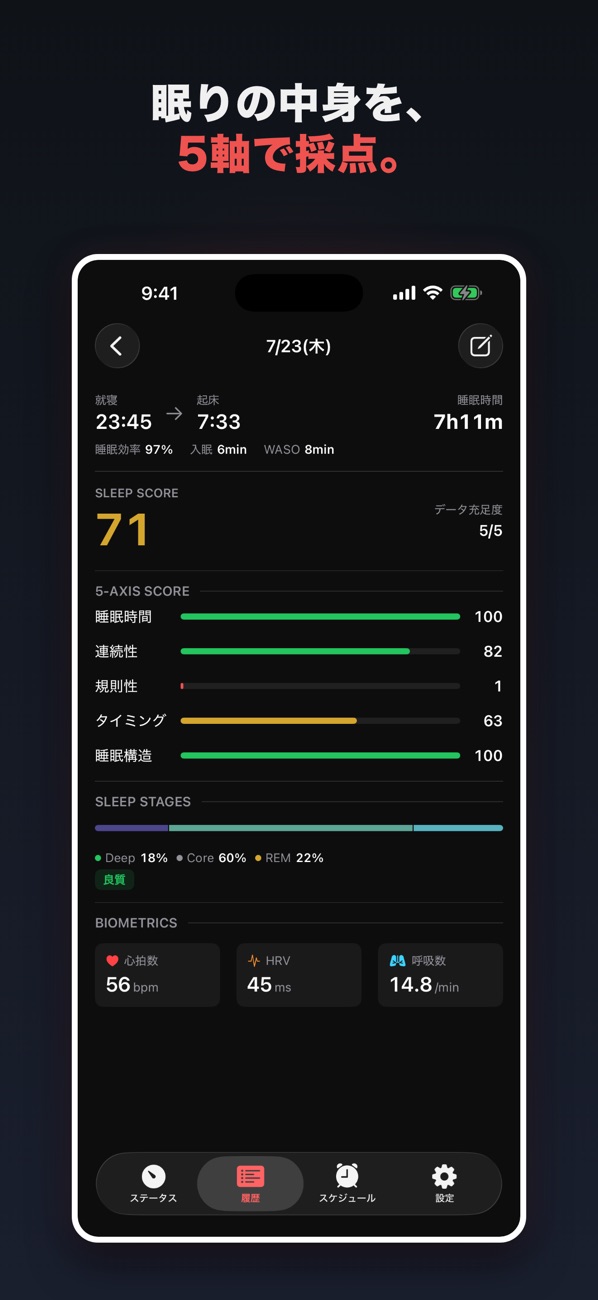 眠りの中身を、
5軸で採点。
9:41
7/23(木)
就寝 起床 睡眠時間
23:45 → 7:33 7h11m
睡眠効率 97% 入眠 6min WASO 8min
SLEEP SCORE
データ充足度
71 5/5
5-AXIS SCORE
睡眠時間 100
連続性 82
規則性 1
タイミング 63
睡眠構造 100
SLEEP STAGES
Deep 18% Core 60% REM 22%
良質
BIOMETRICS
心拍数 HRV 呼吸数
56 bpm 45 ms 14.8 /min
ステータス 履歴 スケジュール 設定